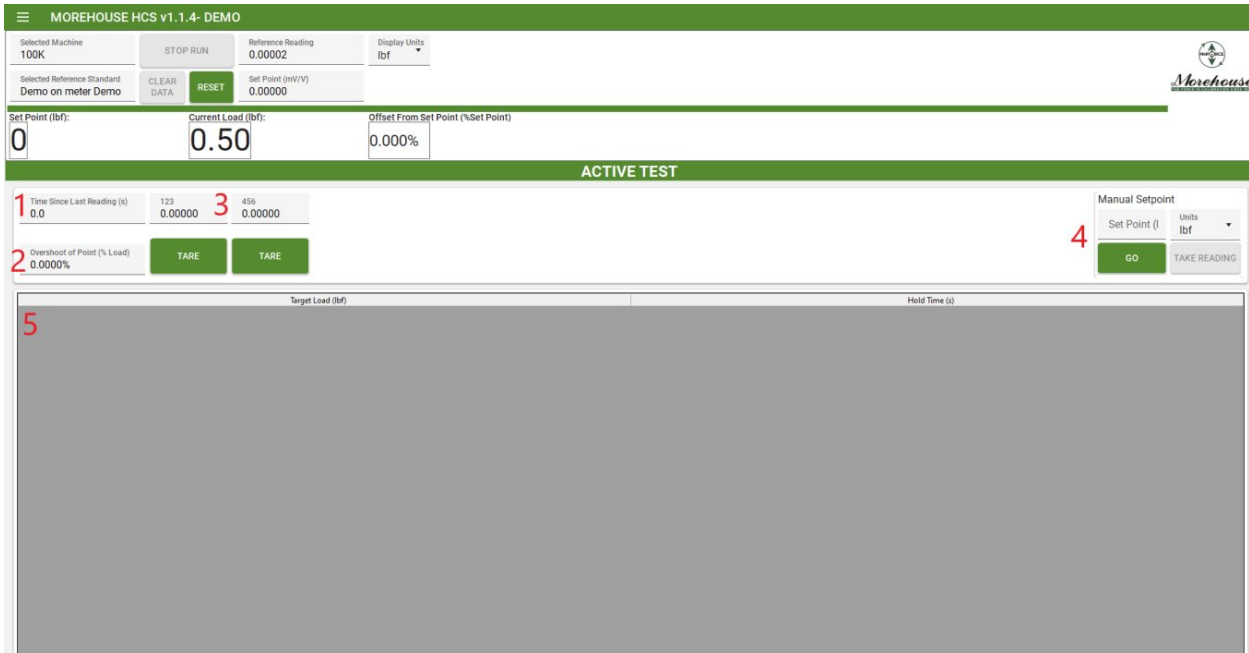 MOREHOUSE HCS v1.1.4- DEMO
Selected Machine
100K
STOP RUN
Reference Reading
0.00002
Display Units
lbf
Selected Reference Standard
Demo on meter Demo
CLEAR
DATA
RESET
Set Point (mV/V)
0.00000
Morehouse
Set Point (lbf):
0
Current Load (lbf):
0.50
Offset From Set Point (%Set Point)
0.000%
ACTIVE TEST
1
Time Since Last Reading (s)
0.0
123
0.00000
3
456
0.00000
2
Overshoot of Point (% Load)
0.0000%
TARE
TARE
4
Manual Setpoint
Set Point (l
Units
lbf
GO
TAKE READING
Target Load (lbf)
Hold Time (s)
5